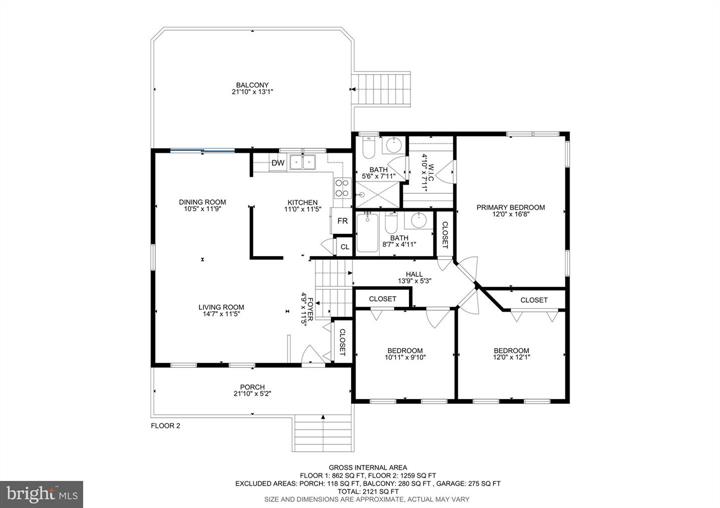 BALCONY
21'10" x 13'1"
DW
BATH
5'6" x 7'11"
W.I.C
4'10" x 7'11"
DINING ROOM
10'5" x 11'9"
KITCHEN
11'0" x 11'5"
FR
PRIMARY BEDROOM
12'0" x 16'8"
CL
BATH
8'7" x 4'11"
CLOSET
HALL
13'9" x 5'3"
LIVING ROOM
14'7" x 11'5"
FOYER
4'9" x 11'5"
CLOSET
CLOSET
CLOSET
BEDROOM
10'11" x 9'10"
BEDROOM
12'0" x 12'1"
PORCH
21'10" x 5'2"
FLOOR 2
GROSS INTERNAL AREA
FLOOR 1: 862 SQ FT, FLOOR 2: 1259 SQ FT
EXCLUDED AREAS: PORCH: 118 SQ FT, BALCONY: 280 SQ FT , GARAGE: 275 SQ FT
TOTAL: 2121 SQ FT
SIZE AND DIMENSIONS ARE APPROXIMATE, ACTUAL MAY VARY
bright MLS